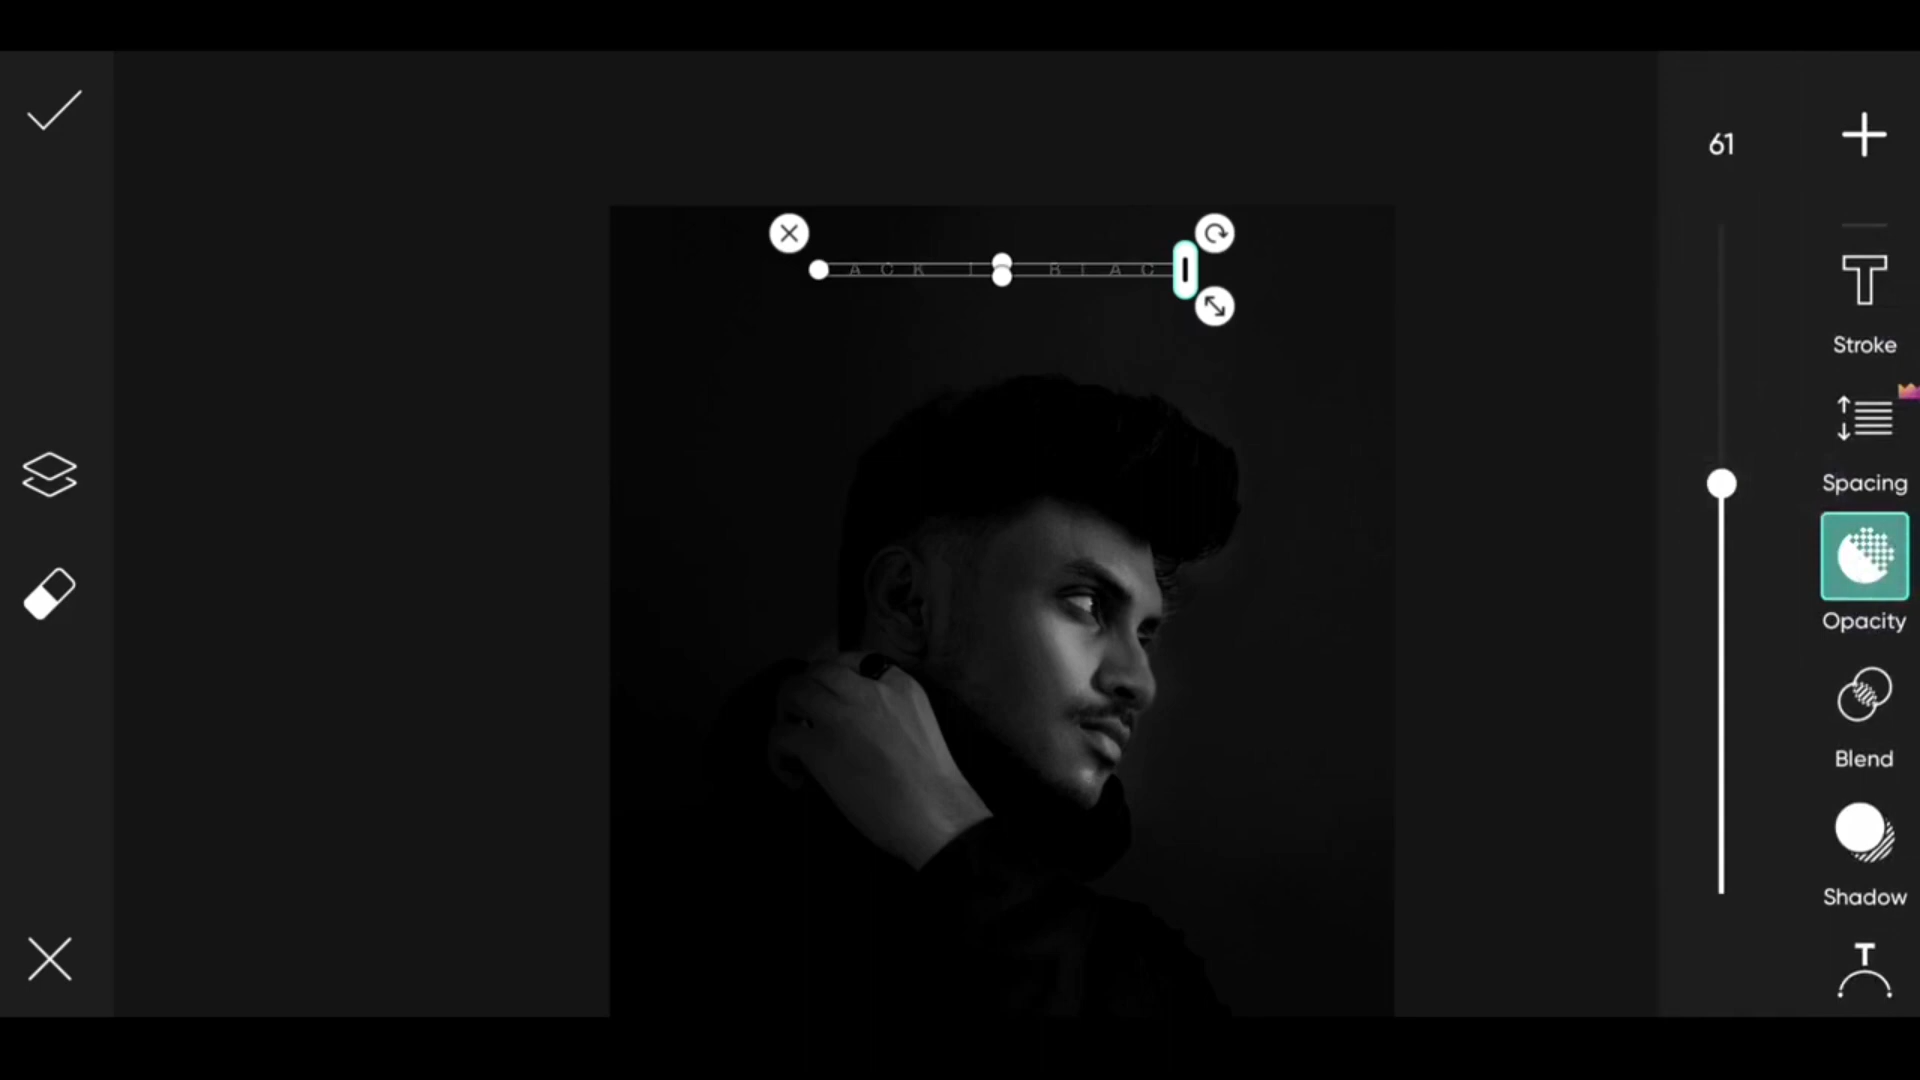 61
A C K I B L A C
Stroke
Spacing
Opacity
Blend
Shadow